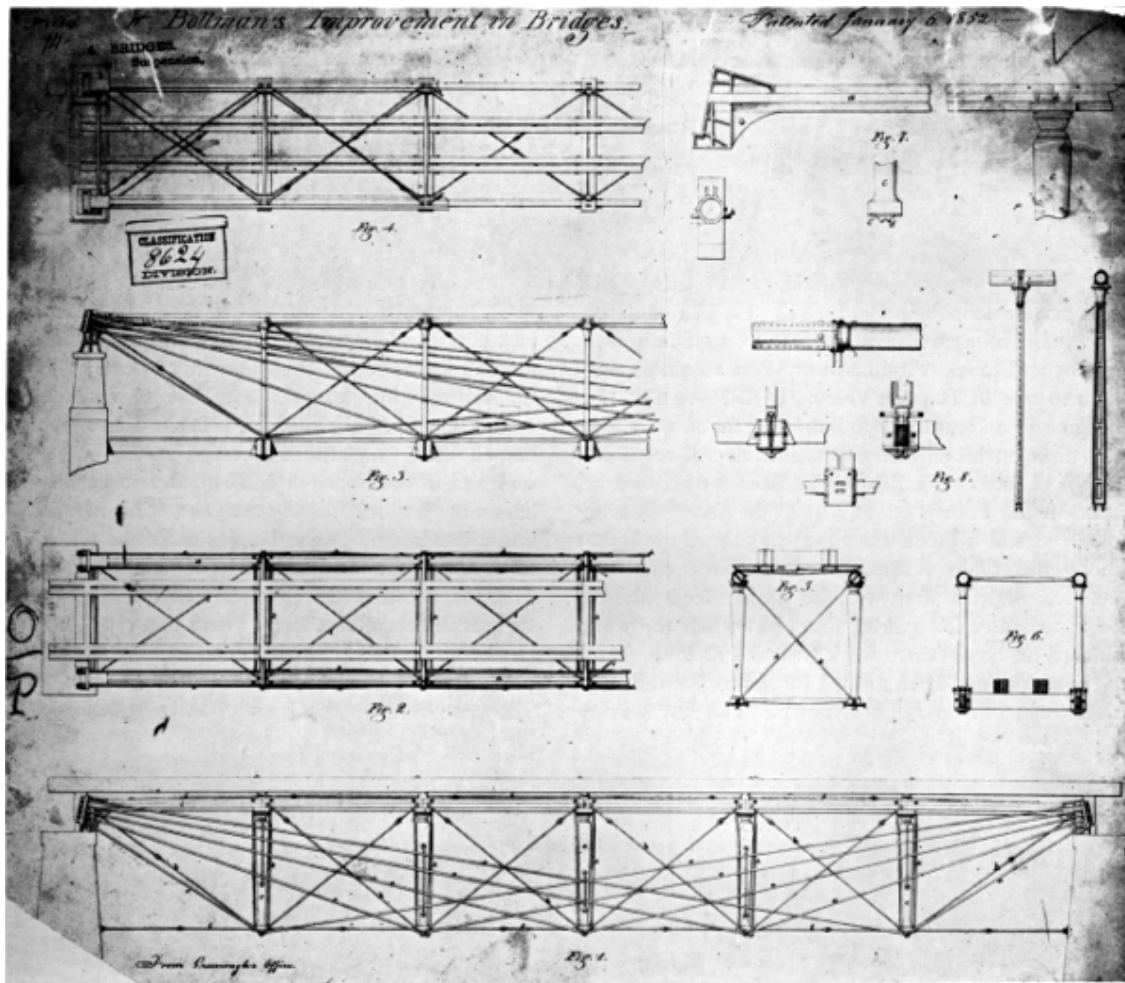 W. Bollman's Improvement in Bridges.
Patented January 6. 1852.
BRIDGES.
Suspension.
Fig. 4.
Fig. 7.
CLASSIFICATION
8624
DIVISION.
Fig. 3.
Fig. 8.
Fig. 5.
Fig. 6.
Fig. 2.
Fig. 1.
From Office